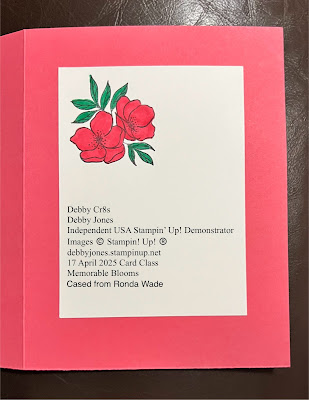 Debby Cr8s
Debby Jones
Independent USA Stampin' Up! Demonstrator
Images © Stampin! Up! ®
debbyjones.stampinup.net
17 April 2025 Card Class
Memorable Blooms
Cased from Ronda Wade